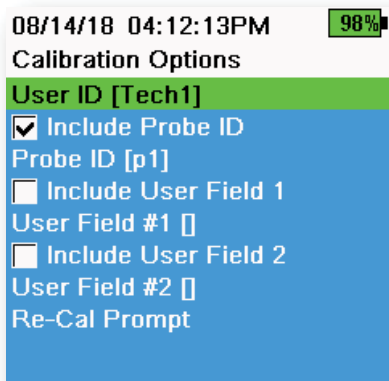 08/14/18 04:12:13PM 98%
Calibration Options
User ID [Tech1]
Include Probe ID
Probe ID [p1]
Include User Field 1
User Field #1 []
Include User Field 2
User Field #2 []
Re-Cal Prompt